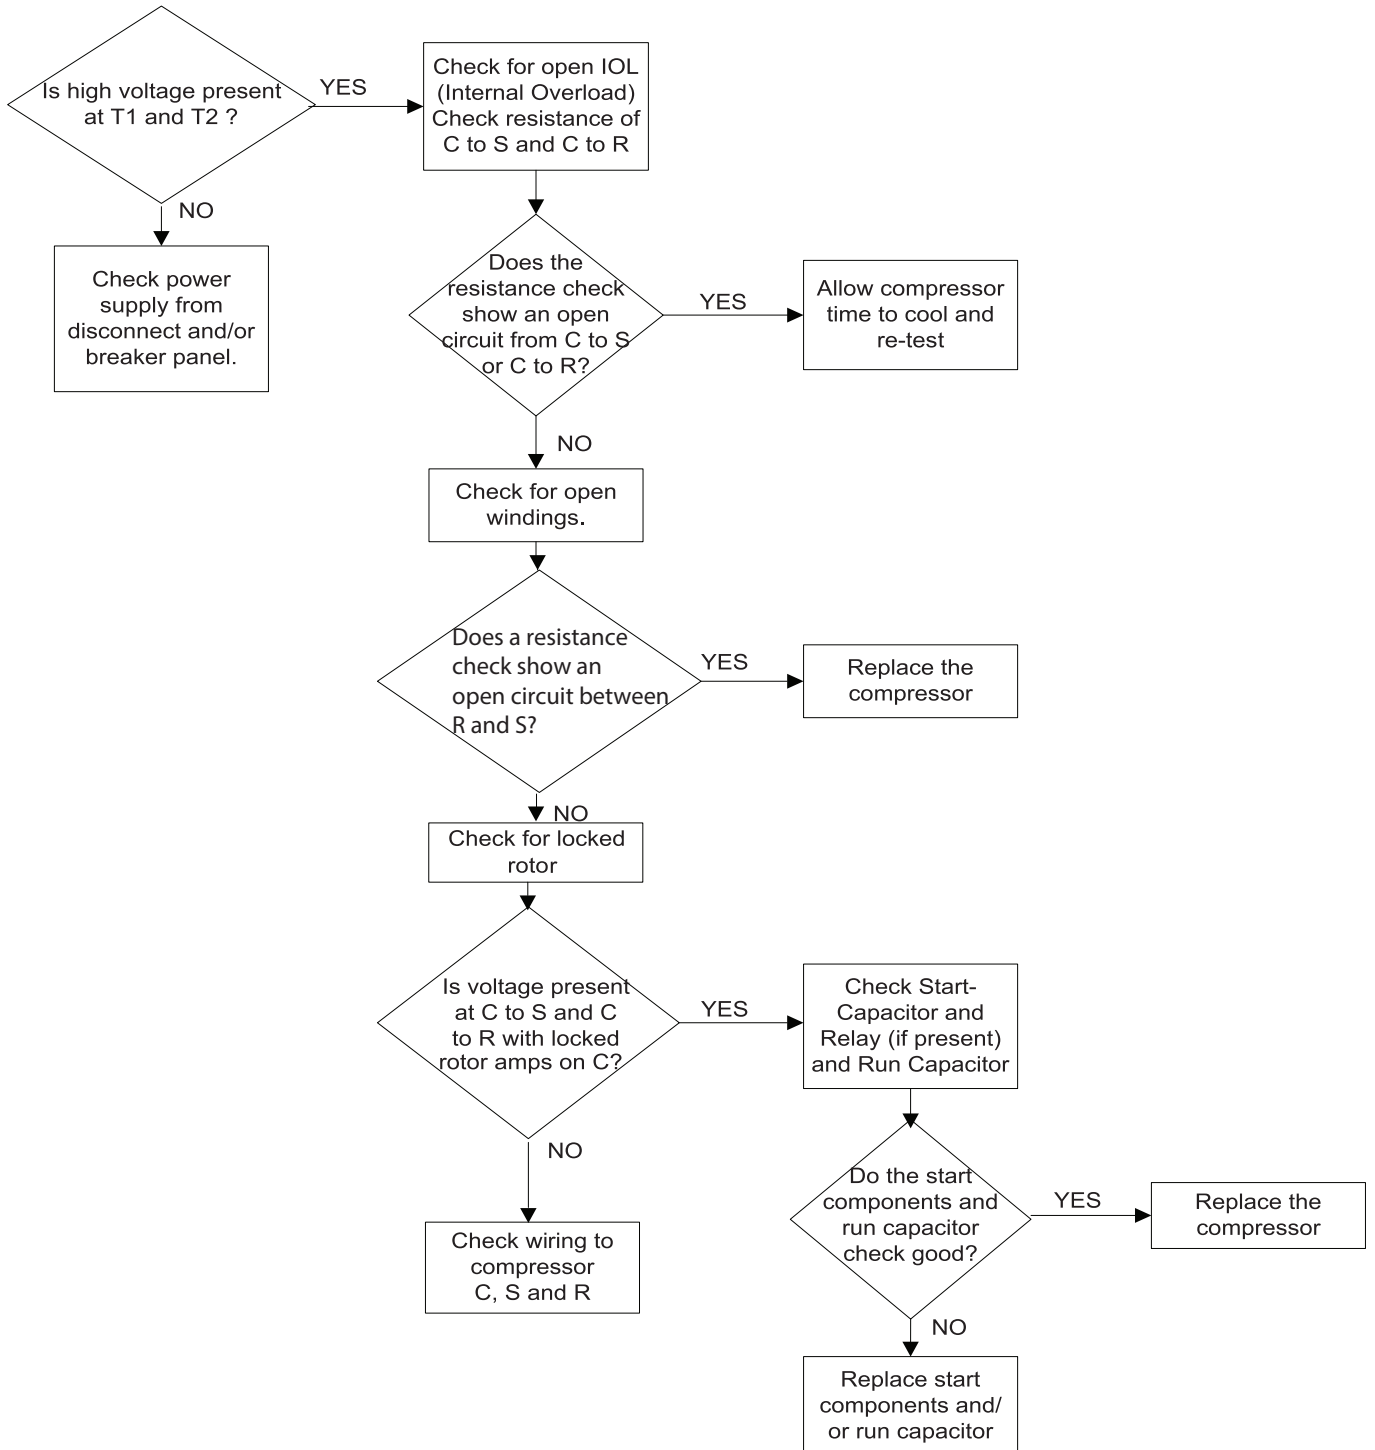 Is high voltage present
at T1 and T2 ?
YES
Check for open IOL
(Internal Overload)
Check resistance of
C to S and C to R
NO
Check power
supply from
disconnect and/or
breaker panel.
Does the
resistance check
show an open
circuit from C to S
or C to R?
YES
Allow compressor
time to cool and
re-test
NO
Check for open
windings.
Does a resistance
check show an
open circuit between
R and S?
YES
Replace the
compressor
NO
Check for locked
rotor
Is voltage present
at C to S and C
to R with locked
rotor amps on C?
YES
Check Start-
Capacitor and
Relay (if present)
and Run Capacitor
NO
Check wiring to
compressor
C, S and R
Do the start
components and
run capacitor
check good?
YES
Replace the
compressor
NO
Replace start
components and/
or run capacitor